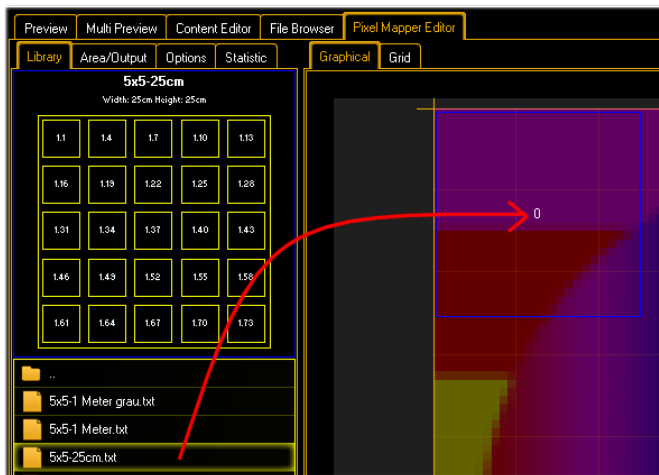 Preview Multi Preview Content Editor File Browser Pixel Mapper Editor
Library Area/Output Options Statistic Graphical Grid
5x5-25cm
Width: 25cm Height: 25cm
1.1 1.4 1.7 1.10 1.13
1.16 1.19 1.22 1.25 1.28
0
1.31 1.34 1.37 1.40 1.43
1.46 1.49 1.52 1.55 1.58
1.61 1.64 1.67 1.70 1.73
..
5x5-1 Meter grau.txt
5x5-1 Meter.txt
5x5-25cm.txt